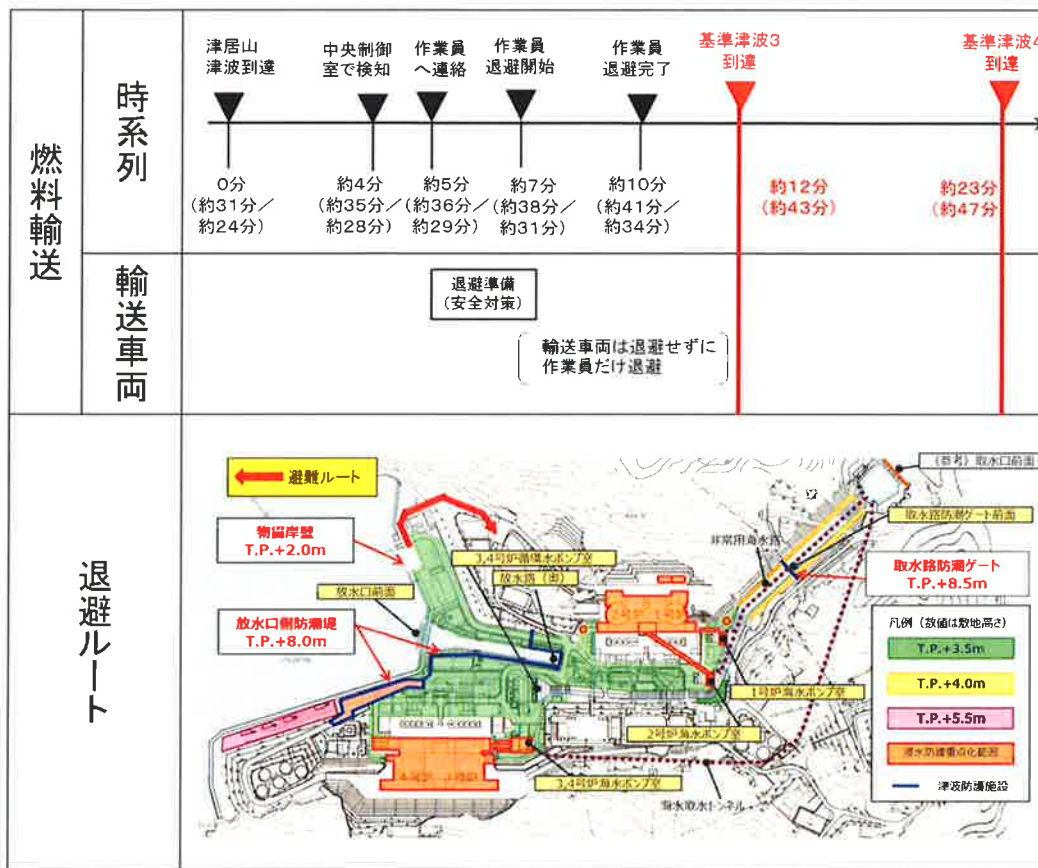 燃料輸送
時系列
津居山
津波到達
中央制御
室で検知
作業員
へ連絡
作業員
退避開始
作業員
退避完了
基準津波3
到達
基準津波4
到達
0分
(約31分／
約24分)
約4分
(約35分／
約28分)
約5分
(約36分／
約29分)
約7分
(約38分／
約31分)
約10分
(約41分／
約34分)
約12分
(約43分)
約23分
(約47分
輸送車両
退避準備
(安全対策)
輸送車両は退避せずに
作業員だけ退避
退避ルート
避難ルート
物揚岸壁
T.P.+2.0m
放水口前面
放水口側防潮堤
T.P.+8.0m
3,4号炉循環水ポンプ室
放水路（奥）
非常用海水路
(参考) 取水口前面
取水路防潮ゲート前面
取水路防潮ゲート
T.P.+8.5m
1号炉海水ポンプ室
2号炉海水ポンプ室
3,4号炉海水ポンプ室
海水取水トンネル
凡例（数値は敷地高さ）
T.P.+3.5m
T.P.+4.0m
T.P.+5.5m
浸水防護重点化範囲
津波防護施設